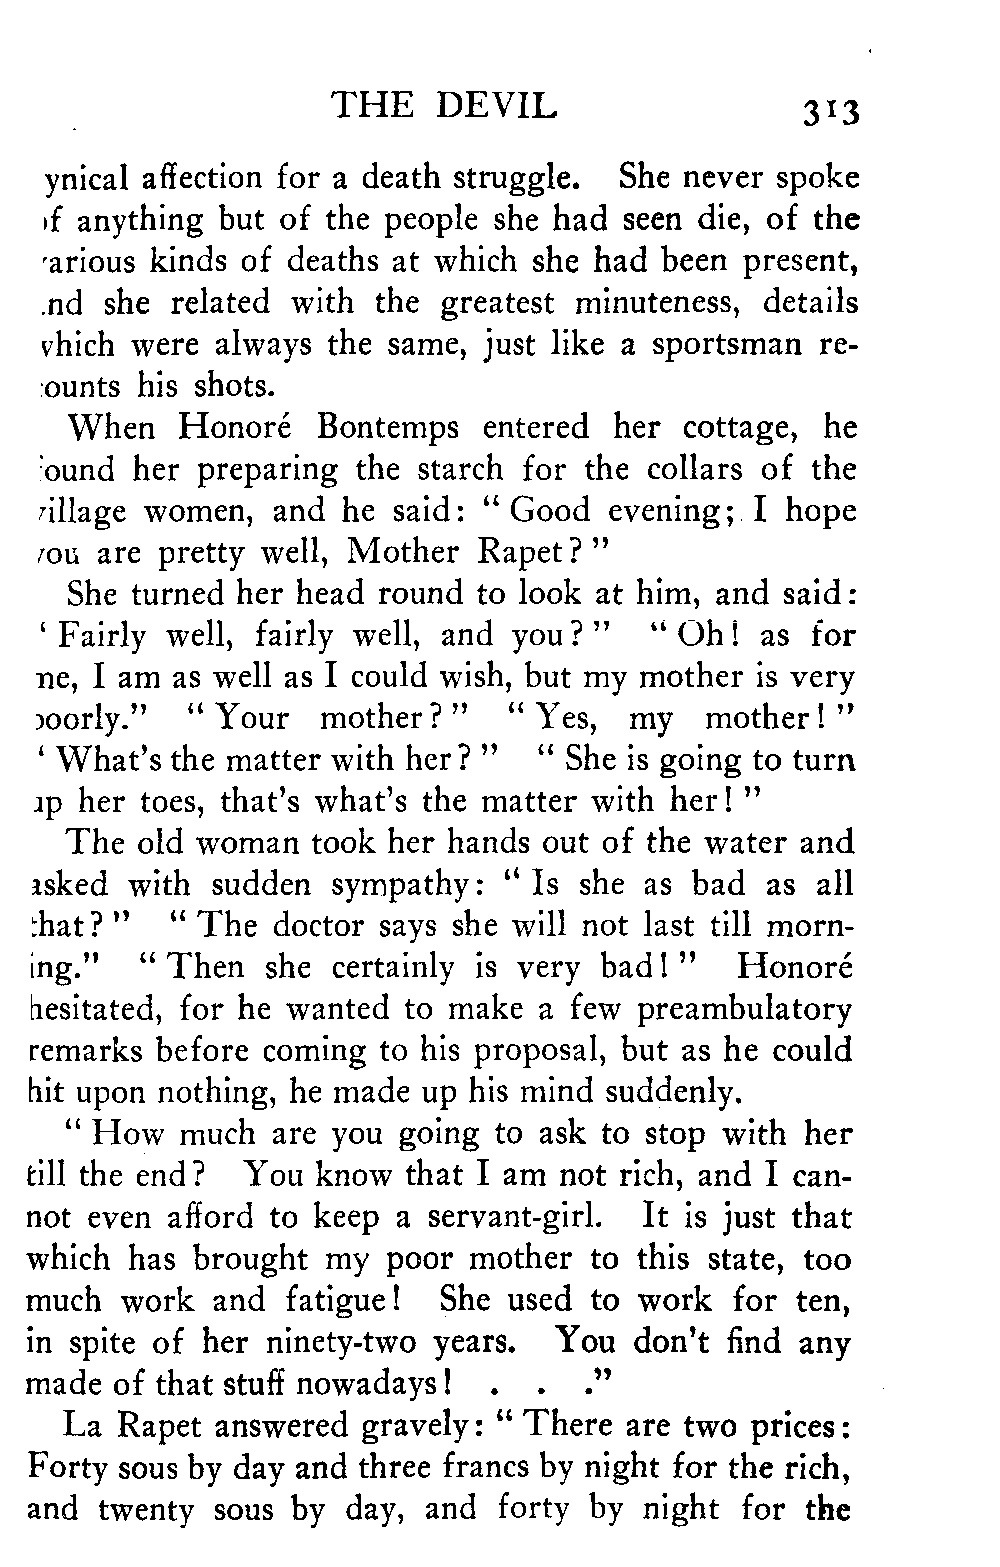 THE DEVIL 313
ynical affection for a death struggle. She never spoke
f anything but of the people she had seen die, of the
arious kinds of deaths at which she had been present,
nd she related with the greatest minuteness, details
vhich were always the same, just like a sportsman re-
ounts his shots.
When Honoré Bontemps entered her cottage, he
ound her preparing the starch for the collars of the
illage women, and he said: “Good evening; I hope
ou are pretty well, Mother Rapet?”
She turned her head round to look at him, and said:
‘Fairly well, fairly well, and you?” “Oh! as for
ne, I am as well as I could wish, but my mother is very
oorly.” “Your mother?” “Yes, my mother!”
‘What's the matter with her?” “She is going to turn
up her toes, that's what's the matter with her!”
The old woman took her hands out of the water and
asked with sudden sympathy: “Is she as bad as all
that?” “The doctor says she will not last till morn-
ing.” “Then she certainly is very bad!” Honoré
hesitated, for he wanted to make a few preambulatory
remarks before coming to his proposal, but as he could
hit upon nothing, he made up his mind suddenly.
“How much are you going to ask to stop with her
till the end? You know that I am not rich, and I can-
not even afford to keep a servant-girl. It is just that
which has brought my poor mother to this state, too
much work and fatigue! She used to work for ten,
in spite of her ninety-two years. You don't find any
made of that stuff nowadays! . . .”
La Rapet answered gravely: “There are two prices:
Forty sous by day and three francs by night for the rich,
and twenty sous by day, and forty by night for the